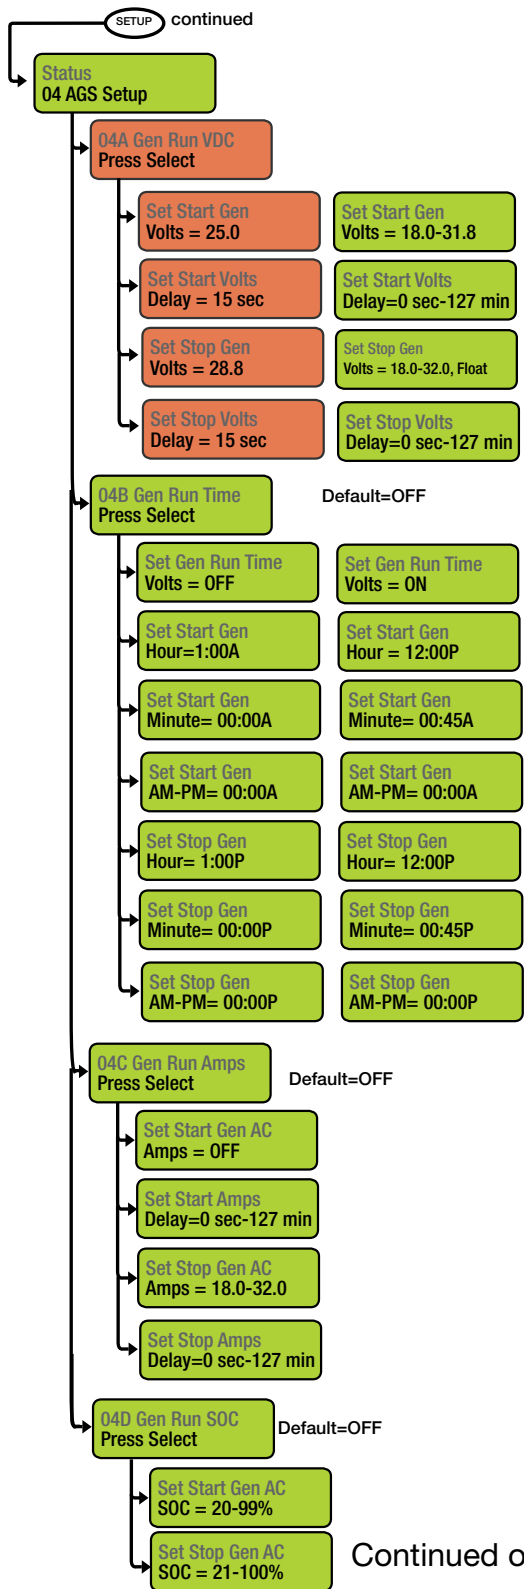 SETUP continued
Status
04 AGS Setup
04A Gen Run VDC
Press Select
Set Start Gen
Volts = 25.0
Set Start Gen
Volts = 18.0-31.8
Set Start Volts
Delay = 15 sec
Set Start Volts
Delay=0 sec-127 min
Set Stop Gen
Volts = 28.8
Set Stop Gen
Volts = 18.0-32.0, Float
Set Stop Volts
Delay = 15 sec
Set Stop Volts
Delay=0 sec-127 min
04B Gen Run Time
Press Select
Default=OFF
Set Gen Run Time
Volts = OFF
Set Gen Run Time
Volts = ON
Set Start Gen
Hour=1:00A
Set Start Gen
Hour = 12:00P
Set Start Gen
Minute= 00:00A
Set Start Gen
Minute= 00:45A
Set Start Gen
AM-PM= 00:00A
Set Start Gen
AM-PM= 00:00A
Set Stop Gen
Hour= 1:00P
Set Stop Gen
Hour= 12:00P
Set Stop Gen
Minute= 00:00P
Set Stop Gen
Minute= 00:45P
Set Stop Gen
AM-PM= 00:00P
Set Stop Gen
AM-PM= 00:00P
04C Gen Run Amps
Press Select
Default=OFF
Set Start Gen AC
Amps = OFF
Set Start Amps
Delay=0 sec-127 min
Set Stop Gen AC
Amps = 18.0-32.0
Set Stop Amps
Delay=0 sec-127 min
04D Gen Run SOC
Press Select
Default=OFF
Set Start Gen AC
SOC = 20-99%
Set Stop Gen AC
SOC = 21-100%
Continued o